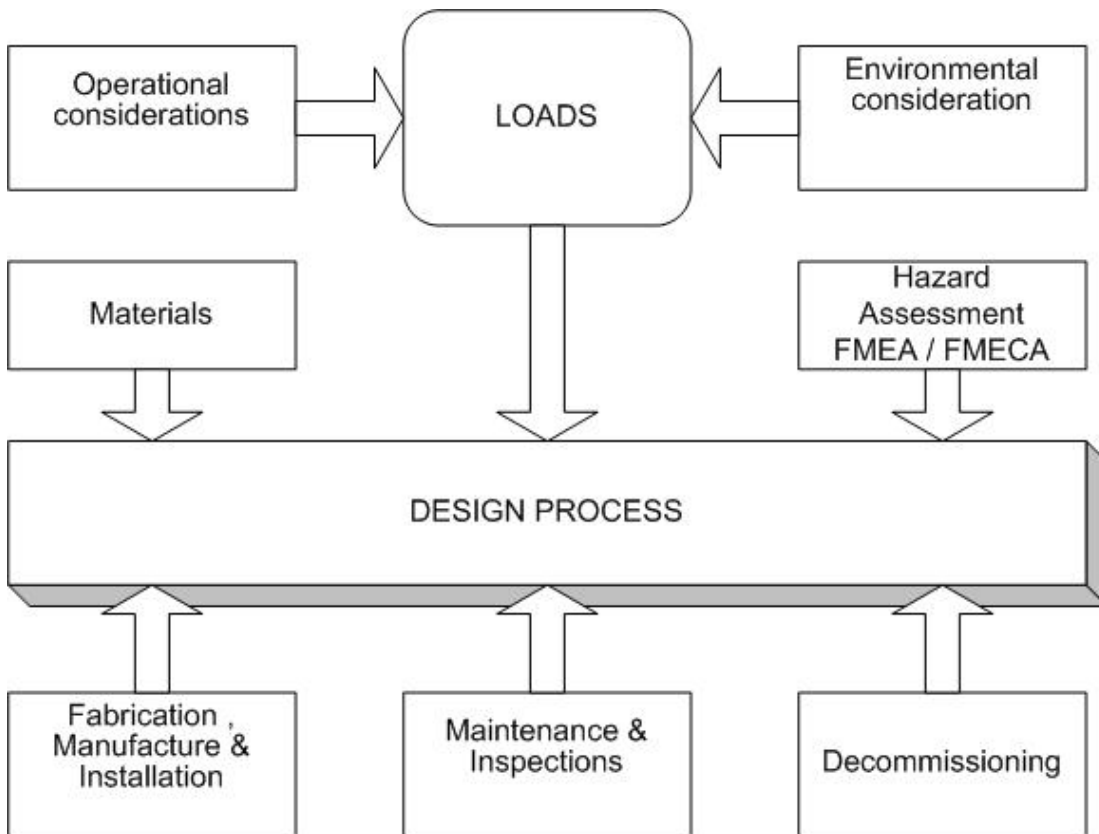 Operational
considerations
LOADS
Environmental
consideration
Materials
Hazard
Assessment
FMEA / FMECA
DESIGN PROCESS
Fabrication ,
Manufacture &
Installation
Maintenance &
Inspections
Decommissioning